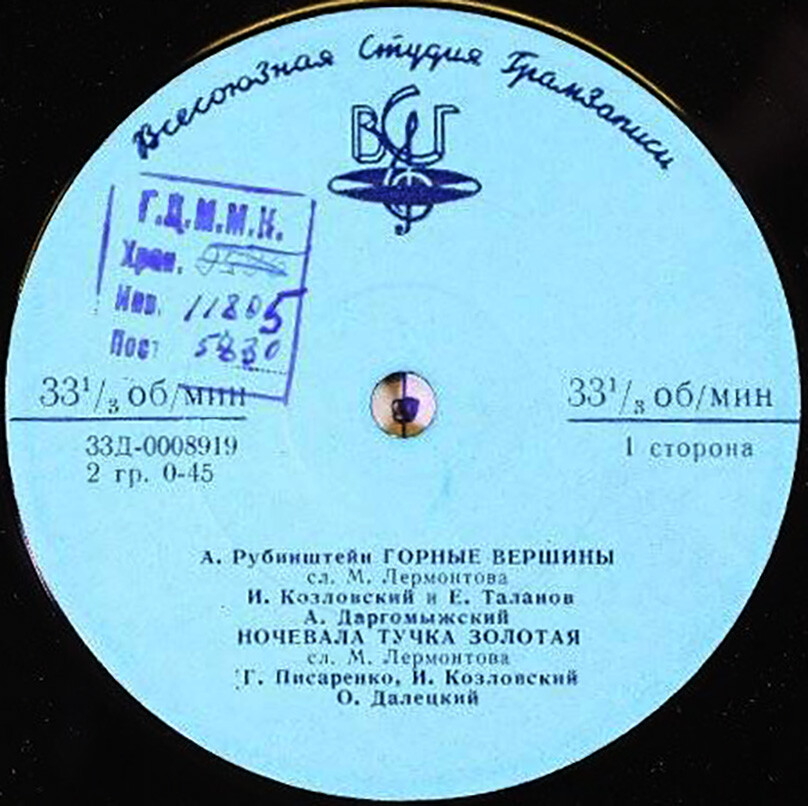 Всесоюзная Студия Грамзаписи
ВСГ
Г.Ц.М.М.К.
Хран.
Инв. 11805
Пост 5830
33¹/₃ об/мин
33¹/₃ об/мин
33Д-0008919
1 сторона
2 гр. 0-45
А. Рубинштейн ГОРНЫЕ ВЕРШИНЫ
сл. М. Лермонтова
И. Козловский и Е. Таланов
А. Даргомыжский
НОЧЕВАЛА ТУЧКА ЗОЛОТАЯ
сл. М. Лермонтова
Г. Писаренко, И. Козловский
О. Далецкий